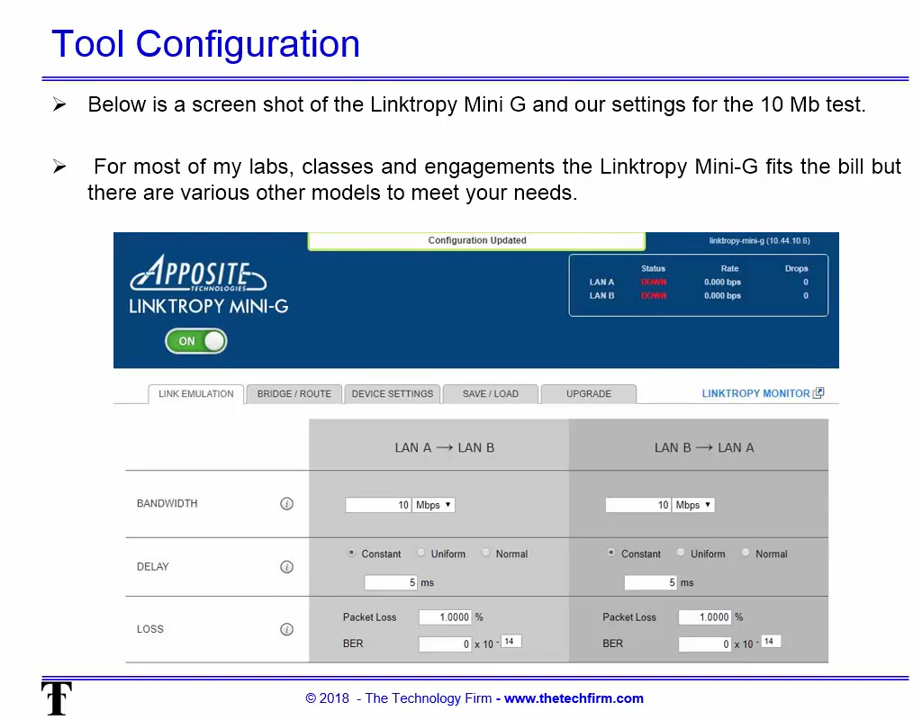 Tool Configuration
➢ Below is a screen shot of the Linktropy Mini G and our settings for the 10 Mb test.
➢ For most of my labs, classes and engagements the Linktropy Mini-G fits the bill but
there are various other models to meet your needs.
Configuration Updated
linktropy-mini-g (10.44.10.6)
APPOSITE
TECHNOLOGIES
LINKTROPY MINI-G
ON
Status Rate Drops
LAN A DOWN 0.000 bps 0
LAN B DOWN 0.000 bps 0
LINK EMULATION BRIDGE / ROUTE DEVICE SETTINGS SAVE / LOAD UPGRADE LINKTROPY MONITOR
LAN A → LAN B LAN B → LAN A
BANDWIDTH i 10 Mbps ▾ 10 Mbps ▾
Constant Uniform Normal Constant Uniform Normal
DELAY i
5 ms 5 ms
Packet Loss 1.0000 % Packet Loss 1.0000 %
LOSS i
BER 0 x 10 - 14 BER 0 x 10 - 14
TF
© 2018 - The Technology Firm - www.thetechfirm.com